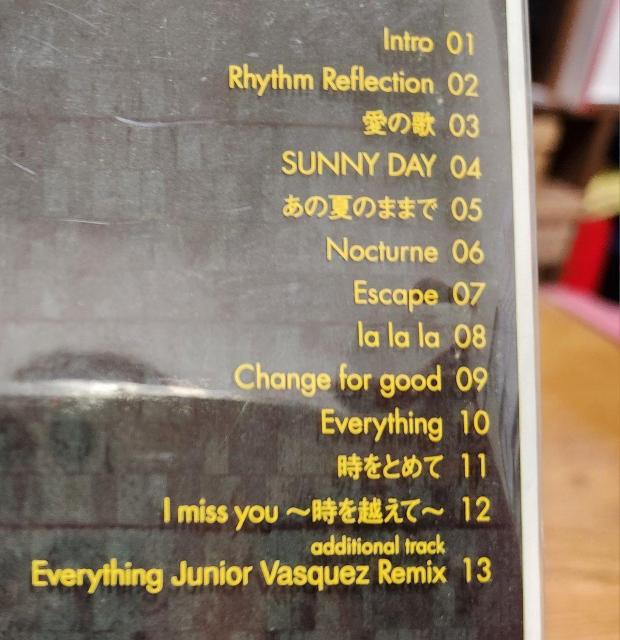 Intro 01
Rhythm Reflection 02
愛の歌 03
SUNNY DAY 04
あの夏のままで 05
Nocturne 06
Escape 07
la la la 08
Change for good 09
Everything 10
時をとめて 11
I miss you ～時を越えて～ 12
additional track
Everything Junior Vasquez Remix 13